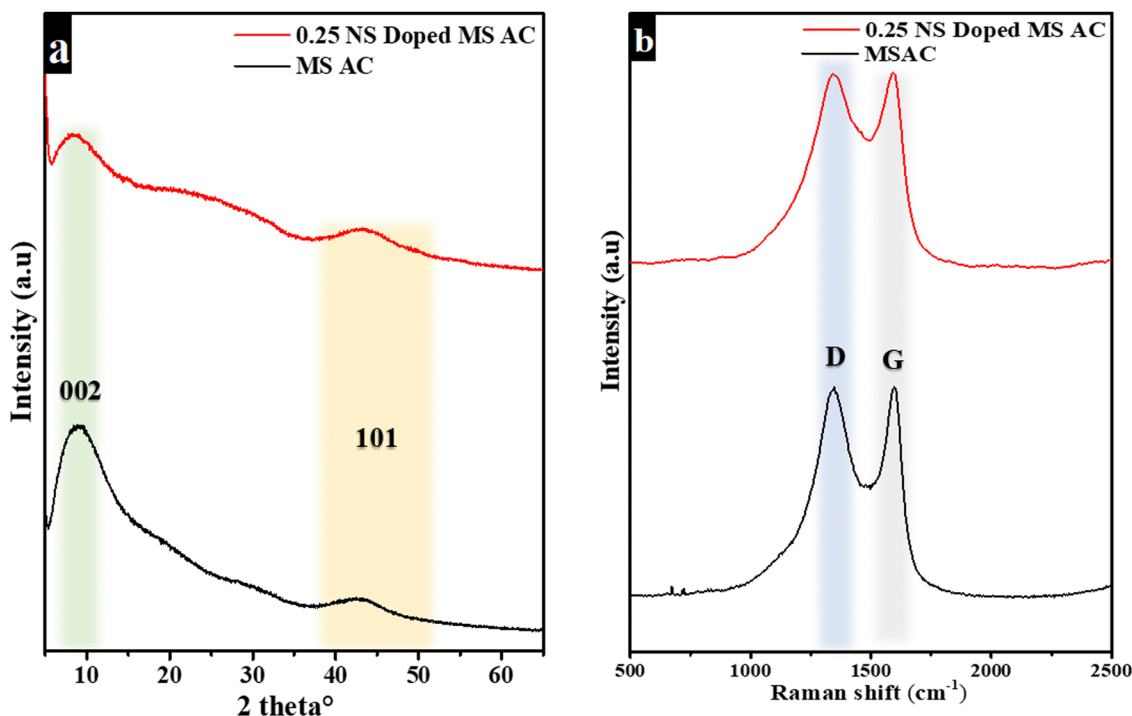 a
0.25 NS Doped MS AC
MS AC
002
101
Intensity (a.u)
10 20 30 40 50 60
2 theta°
b
0.25 NS Doped MS AC
MSAC
D G
Intensity (a.u)
500 1000 1500 2000 2500
Raman shift (cm⁻¹)